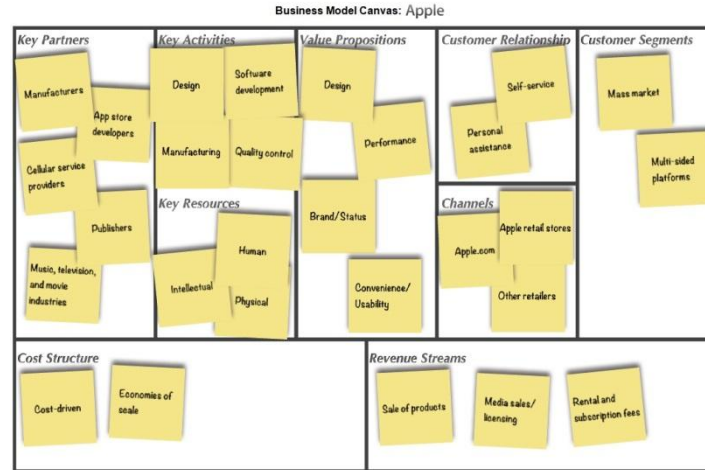 Business Model Canvas: Apple
Key Partners
Manufacturers
App store
developers
Cellular service
providers
Publishers
Music, television,
and movie
industries
Key Activities
Design
Software
development
Manufacturing
Quality control
Key Resources
Human
Intellectual
Physical
Value Propositions
Design
Performance
Brand/Status
Convenience/
Usability
Customer Relationship
Self-service
Personal
assistance
Channels
Apple retail stores
Apple.com
Other retailers
Customer Segments
Mass market
Multi-sided
platforms
Cost Structure
Cost-driven
Economies of
scale
Revenue Streams
Sale of products
Media sales/
licensing
Rental and
subscription fees